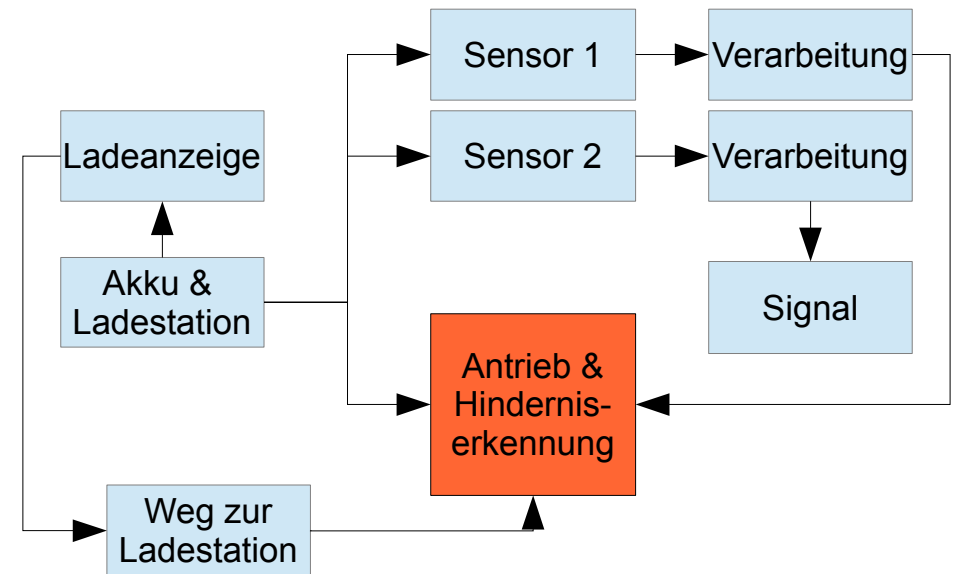 Sensor 1
Verarbeitung
Ladeanzeige
Sensor 2
Verarbeitung
Akku &
Ladestation
Signal
Antrieb &
Hindernis-
erkennung
Weg zur
Ladestation